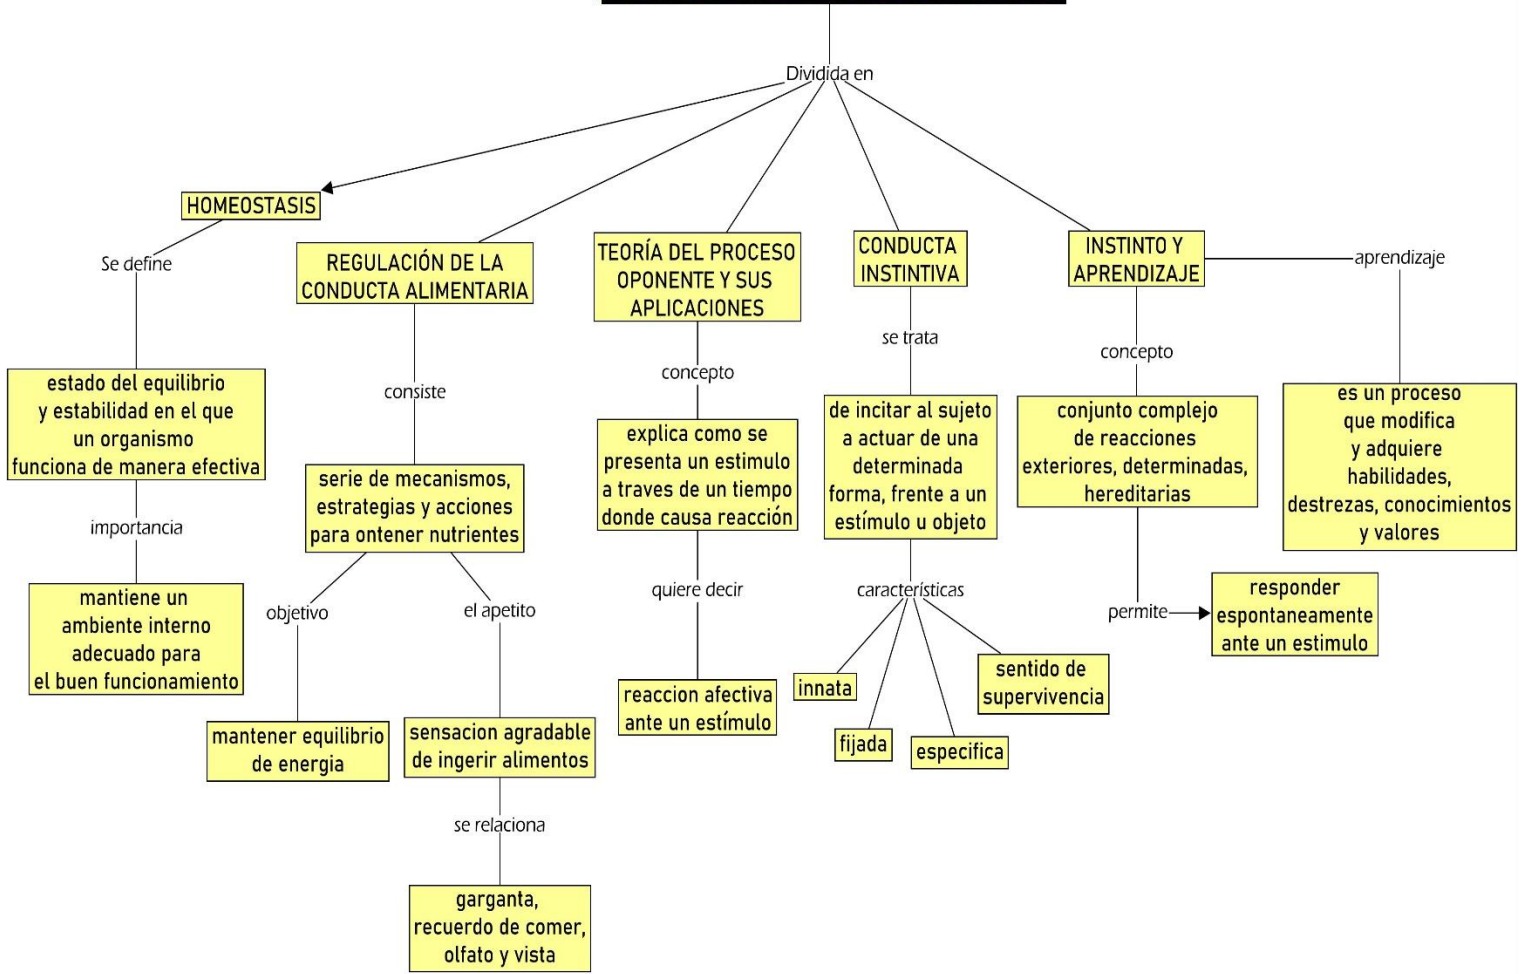 Dividida en
HOMEOSTASIS
Se define
estado del equilibrio
y estabilidad en el que
un organismo
funciona de manera efectiva
importancia
mantiene un
ambiente interno
adecuado para
el buen funcionamiento
REGULACIÓN DE LA
CONDUCTA ALIMENTARIA
consiste
serie de mecanismos,
estrategias y acciones
para ontener nutrientes
objetivo
mantener equilibrio
de energia
el apetito
sensacion agradable
de ingerir alimentos
se relaciona
garganta,
recuerdo de comer,
olfato y vista
TEORÍA DEL PROCESO
OPONENTE Y SUS
APLICACIONES
concepto
explica como se
presenta un estimulo
a traves de un tiempo
donde causa reacción
quiere decir
reaccion afectiva
ante un estímulo
CONDUCTA
INSTINTIVA
se trata
de incitar al sujeto
a actuar de una
determinada
forma, frente a un
estímulo u objeto
características
innata
fijada
especifica
sentido de
supervivencia
INSTINTO Y
APRENDIZAJE
concepto
conjunto complejo
de reacciones
exteriores, determinadas,
hereditarias
permite
responder
espontaneamente
ante un estimulo
aprendizaje
es un proceso
que modifica
y adquiere
habilidades,
destrezas, conocimientos
y valores